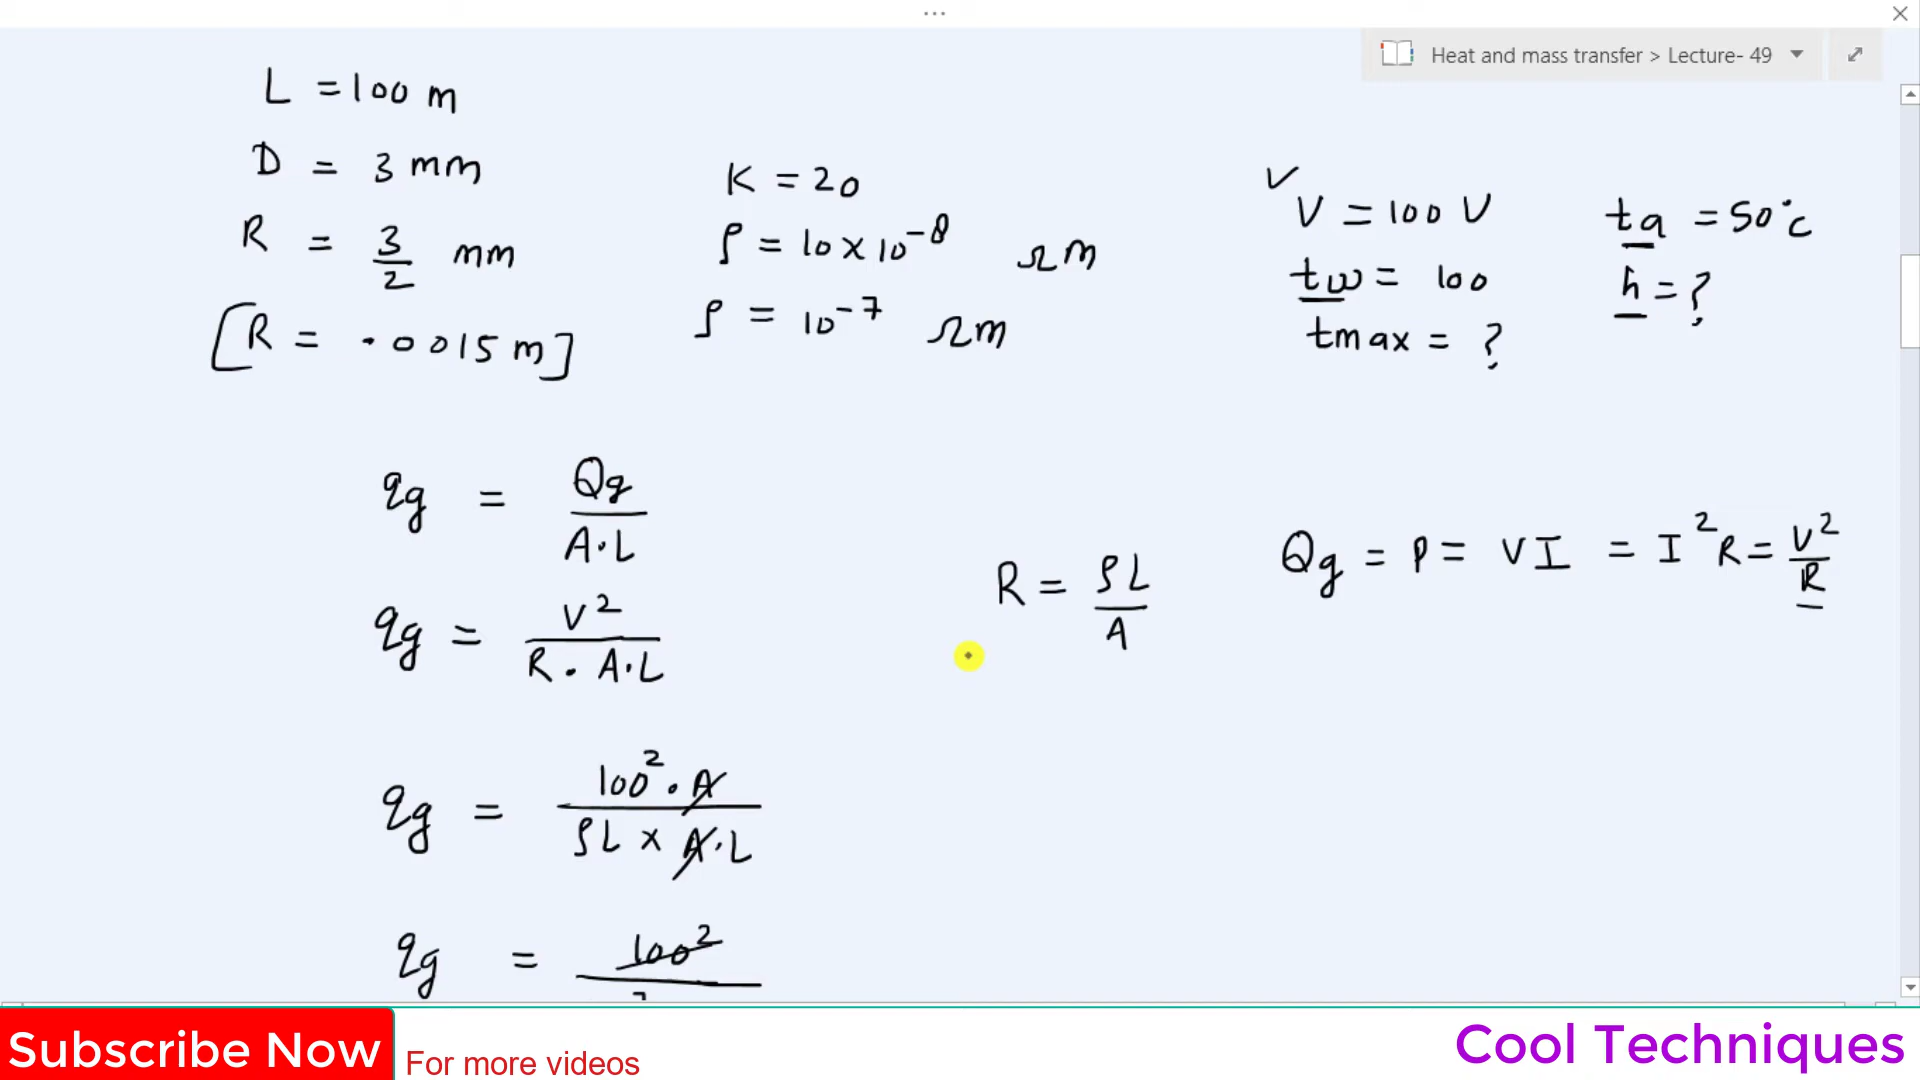 ...
Heat and mass transfer > Lecture- 49
L = 100 m
D = 3 mm
R = 3/2 mm
[R = .0015 m]
K = 20
ρ = 10 × 10⁻⁸ Ωm
ρ = 10⁻⁷ Ωm
✓
V = 100 V
tw = 100
tmax = ?
ta = 50°c
h = ?
qg = Qg / A·L
qg = V² / R · A·L
R = ρL / A
Qg = P = VI = I²R = V²/R
qg = 100² · A / ρL × A·L
qg = 100²
Subscribe Now
For more videos
Cool Techniques